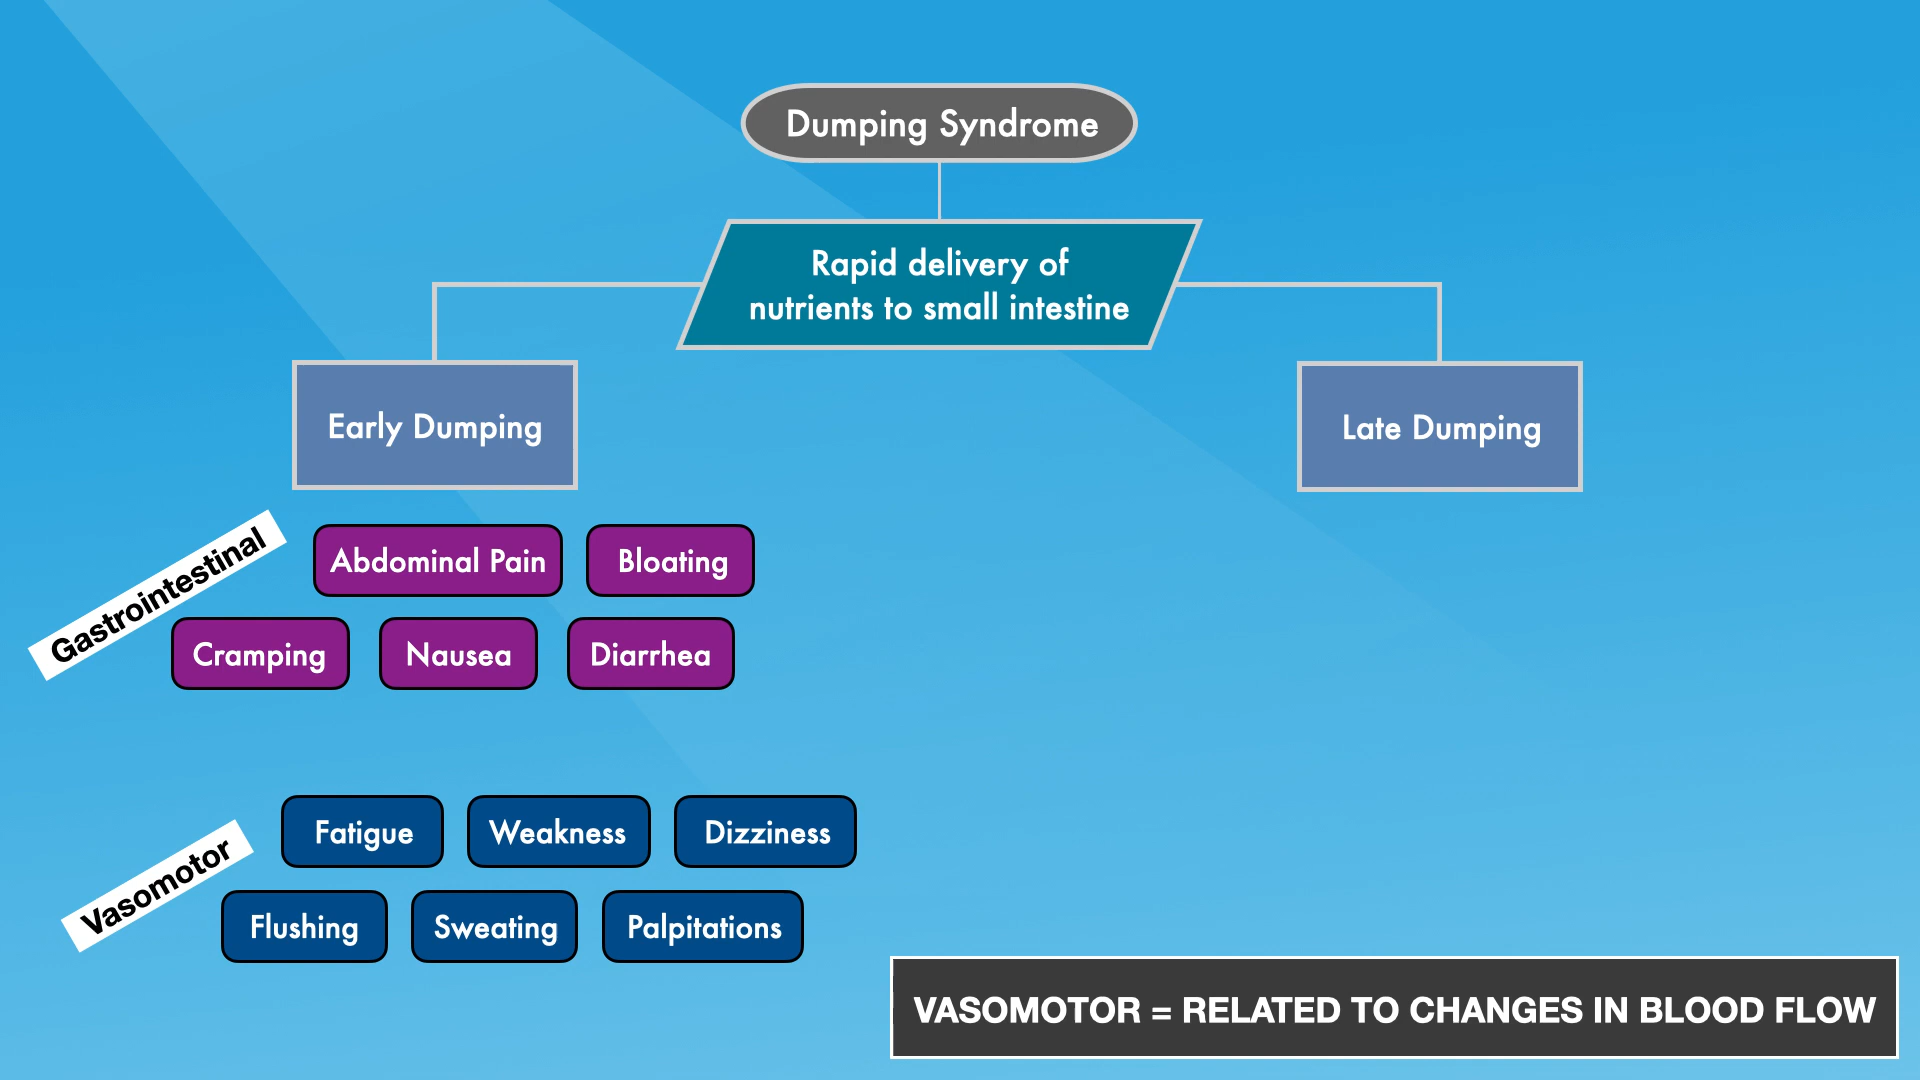 Dumping Syndrome
Rapid delivery of
nutrients to small intestine
Early Dumping
Late Dumping
Gastrointestinal
Abdominal Pain
Bloating
Cramping
Nausea
Diarrhea
Vasomotor
Fatigue
Weakness
Dizziness
Flushing
Sweating
Palpitations
VASOMOTOR = RELATED TO CHANGES IN BLOOD FLOW